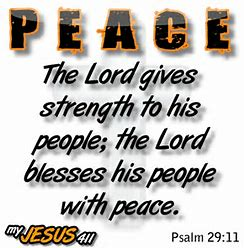 PEACE
The Lord gives
strength to his
people; the Lord
blesses his people
with peace.
my JESUS 411
Psalm 29:11